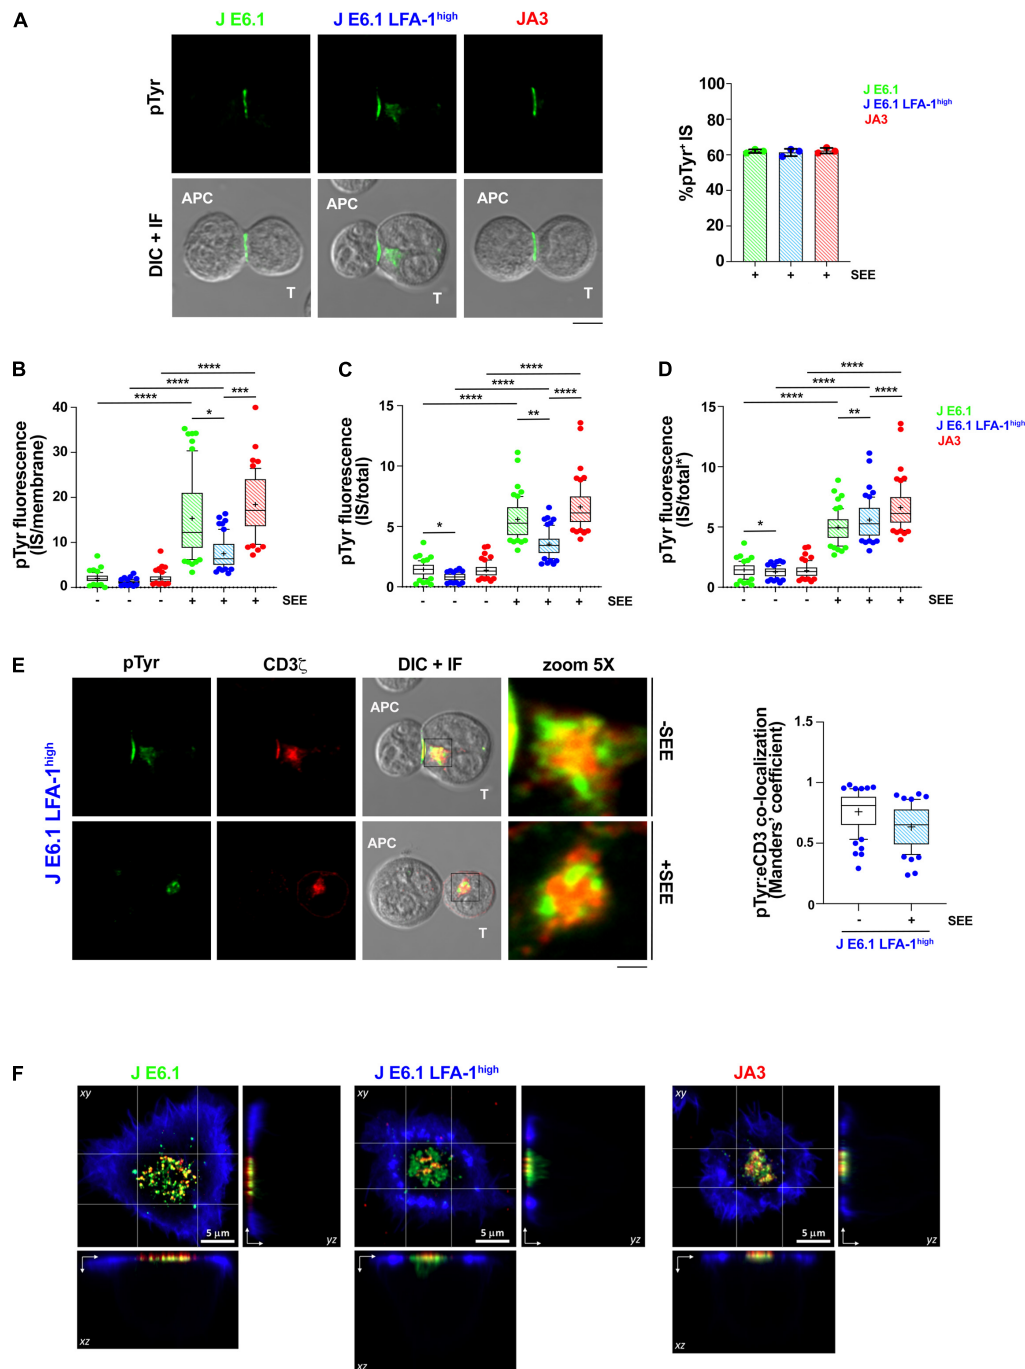 A
J E6.1
J E6.1 LFA-1high
JA3
pTyr
DIC + IF
APC
T
APC
T
APC
T
%pTyr+ IS
100
80
60
40
20
0
+ + + SEE
J E6.1
J E6.1 LFA-1high
JA3
B
pTyr fluorescence
(IS/membrane)
40
30
20
10
0
****
****
****
***
*
- - - + + + SEE
C
pTyr fluorescence
(IS/total)
15
10
5
0
****
****
****
****
**
*
- - - + + + SEE
D
pTyr fluorescence
(IS/total*)
15
10
5
0
****
****
****
****
**
*
- - - + + + SEE
J E6.1
J E6.1 LFA-1high
JA3
E
pTyr
CD3ζ
DIC + IF
zoom 5X
J E6.1 LFA-1high
APC
T
-SEE
APC
T
+SEE
pTyr:eCD3 co-localization
(Manders' coefficient)
1.5
1
0.5
0
- + SEE
J E6.1 LFA-1high
F
J E6.1
J E6.1 LFA-1high
JA3
xy
5 μm
yz
xz
xy
5 μm
yz
xz
xy
5 μm
yz
xz